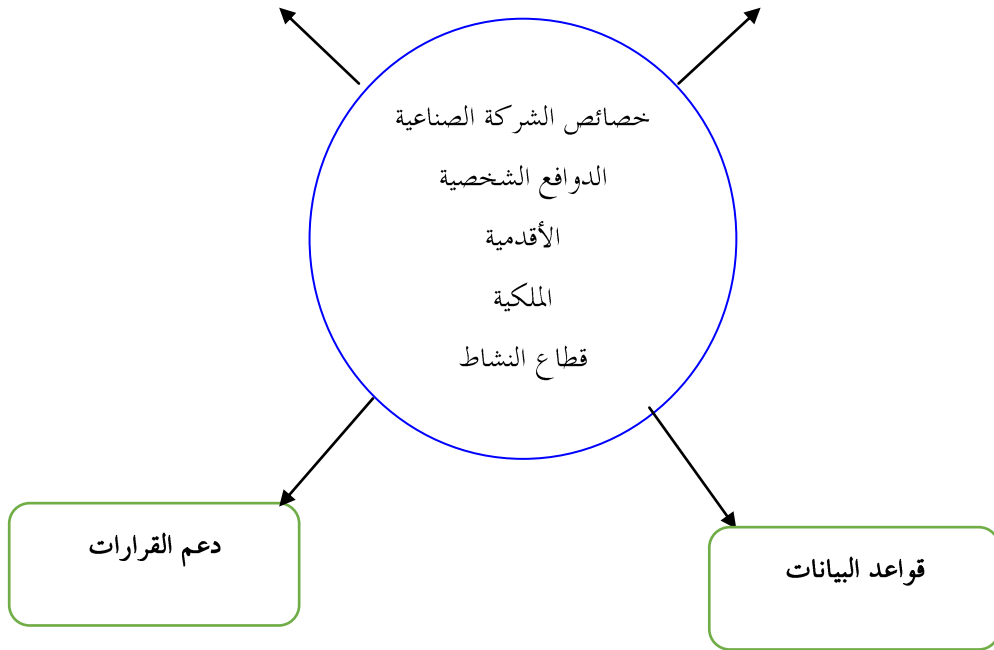 خصائص الشركة الصناعية
الدوافع الشخصية
الأقدمية
الملكية
قطاع النشاط
قواعد البيانات
دعم القرارات